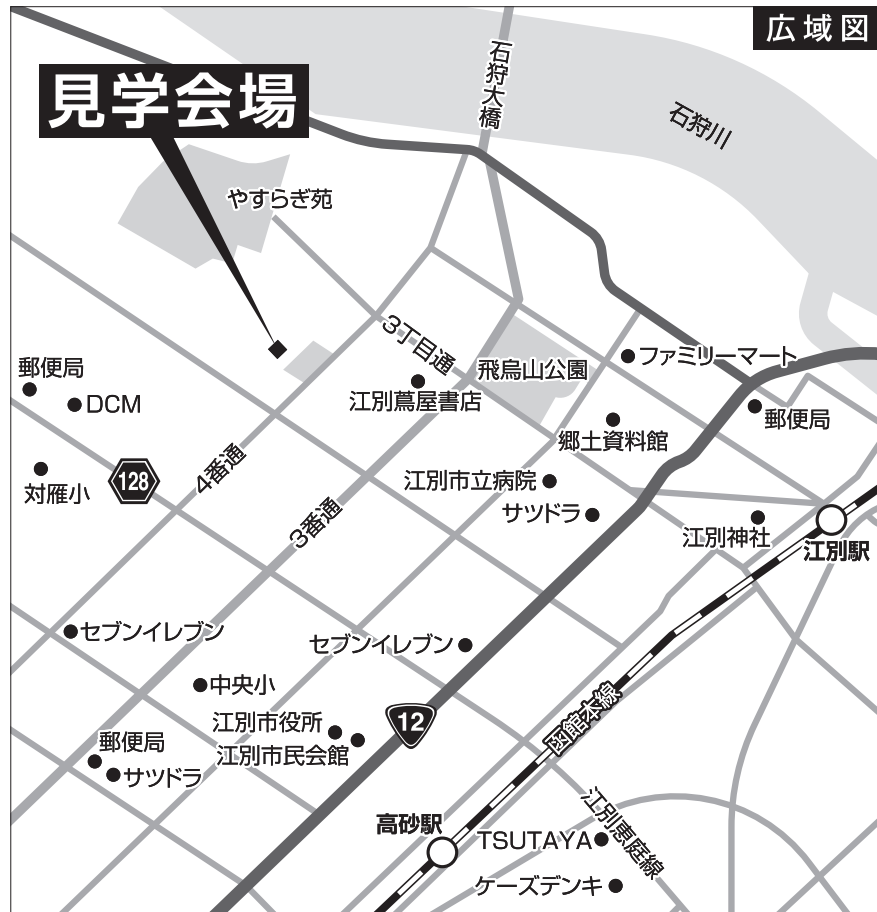 広域図
見学会場
石狩大橋
石狩川
やすらぎ苑
3丁目通
飛烏山公園
ファミリーマート
郵便局
DCM
江別蔦屋書店
郵便局
郷土資料館
対雁小
128
4番通
3番通
江別市立病院
サツドラ
江別神社
江別駅
セブンイレブン
セブンイレブン
中央小
江別市役所
江別市民会館
12
函館本線
郵便局
サツドラ
高砂駅
江別恵庭線
TSUTAYA
ケーズデンキ